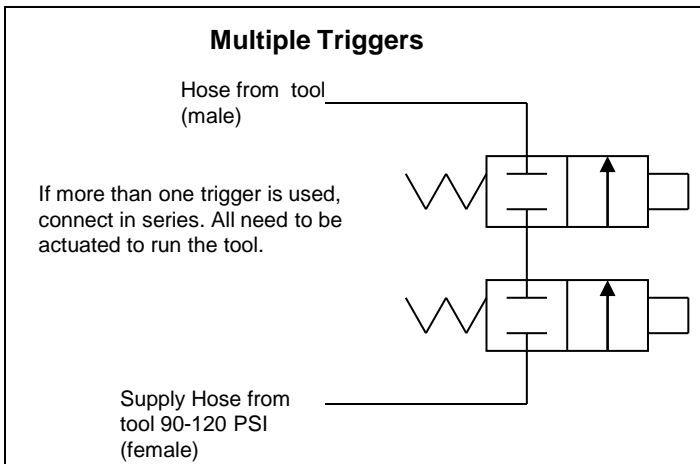 Multiple Triggers
Hose from tool
(male)
If more than one trigger is used,
connect in series. All need to be
actuated to run the tool.
Supply Hose from
tool 90-120 PSI
(female)